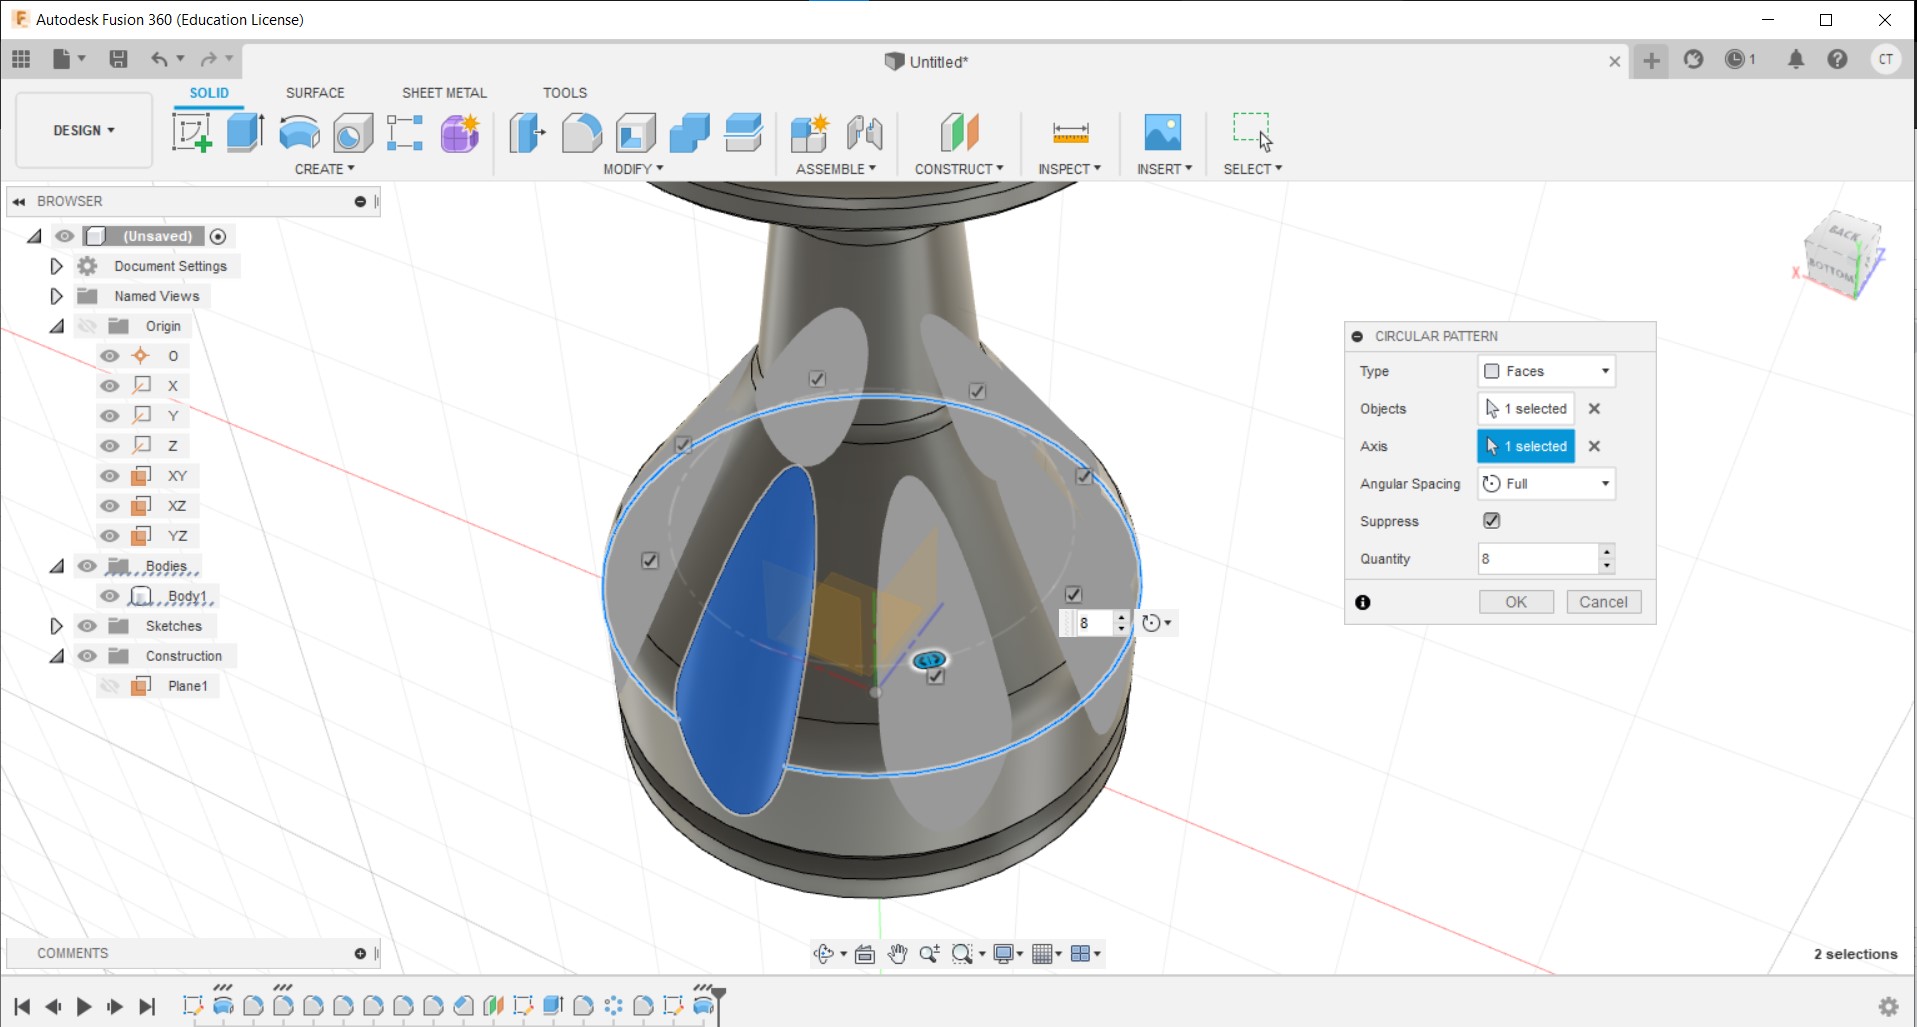 Autodesk Fusion 360 (Education License)
Untitled*
1
CT
DESIGN
SOLID
SURFACE
SHEET METAL
TOOLS
CREATE
MODIFY
ASSEMBLE
CONSTRUCT
INSPECT
INSERT
SELECT
BROWSER
(Unsaved)
Document Settings
Named Views
Origin
O
X
Y
Z
XY
XZ
YZ
Bodies
Body1
Sketches
Construction
Plane1
BACK
BOTTOM
X
Z
CIRCULAR PATTERN
Type
Faces
Objects
1 selected
Axis
1 selected
Angular Spacing
Full
Suppress
Quantity
8
OK
Cancel
8
COMMENTS
2 selections